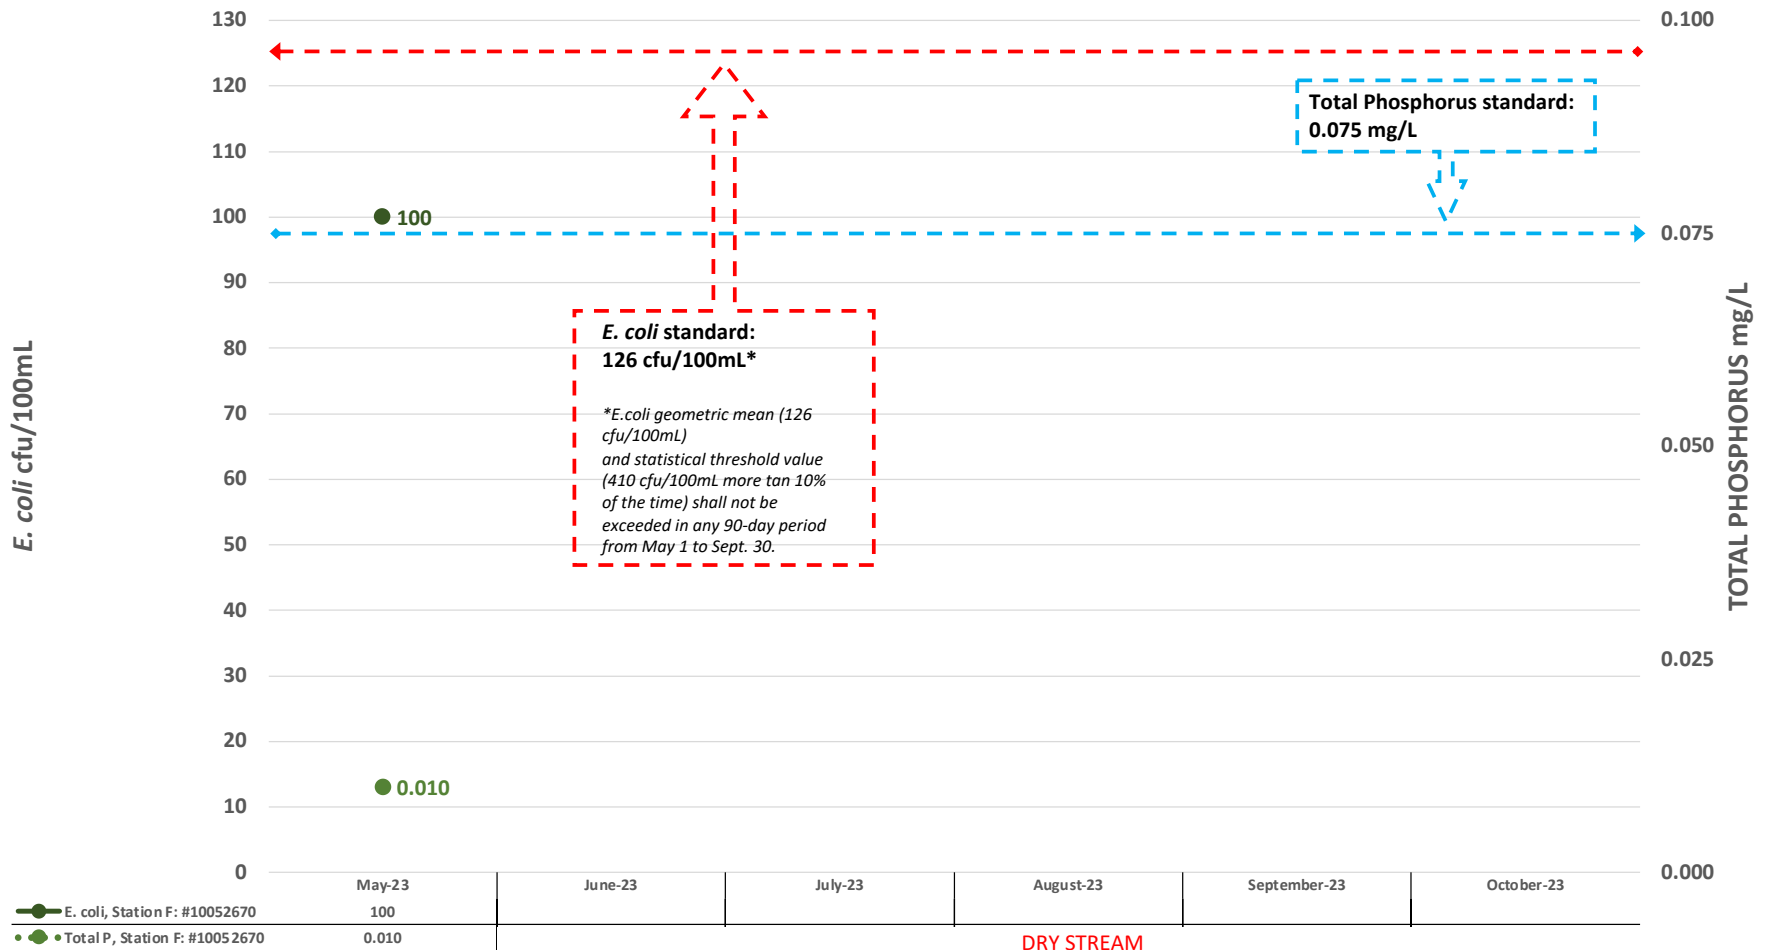 130
120
110
100
90
80
70
60
50
40
30
20
10
0
E. coli cfu/100mL
0.100
0.075
0.050
0.025
0.000
TOTAL PHOSPHORUS mg/L
Total Phosphorus standard:
0.075 mg/L
100
E. coli standard:
126 cfu/100mL*
*E.coli geometric mean (126
cfu/100mL)
and statistical threshold value
(410 cfu/100mL more tan 10%
of the time) shall not be
exceeded in any 90-day period
from May 1 to Sept. 30.
0.010
May-23 June-23 July-23 August-23 September-23 October-23
E. coli, Station F: #10052670 100
Total P, Station F: #10052670 0.010
DRY STREAM